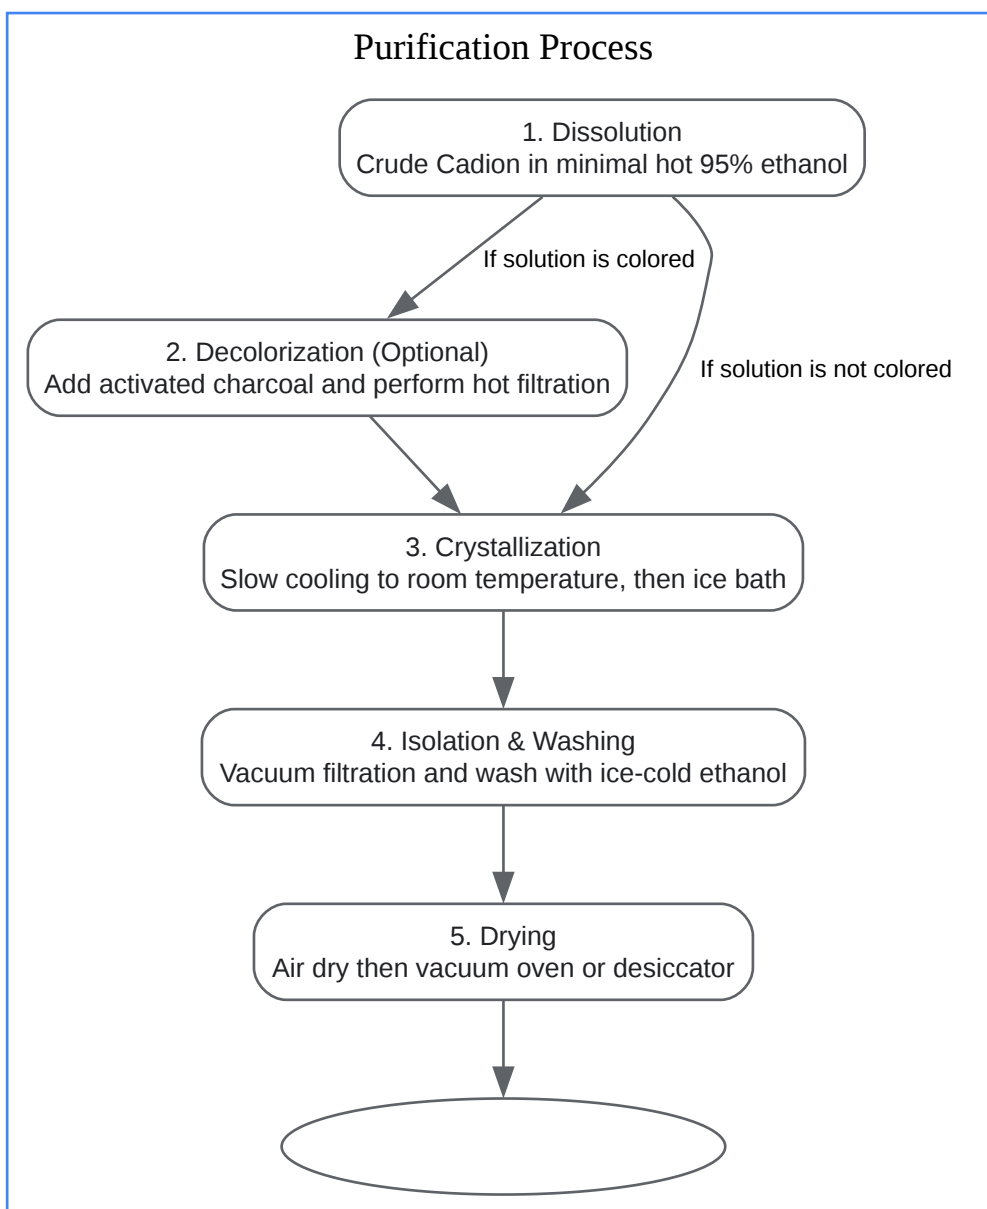 Purification Process
1. Dissolution
Crude Cadion in minimal hot 95% ethanol
If solution is colored
2. Decolorization (Optional)
Add activated charcoal and perform hot filtration
If solution is not colored
3. Crystallization
Slow cooling to room temperature, then ice bath
4. Isolation & Washing
Vacuum filtration and wash with ice-cold ethanol
5. Drying
Air dry then vacuum oven or desiccator